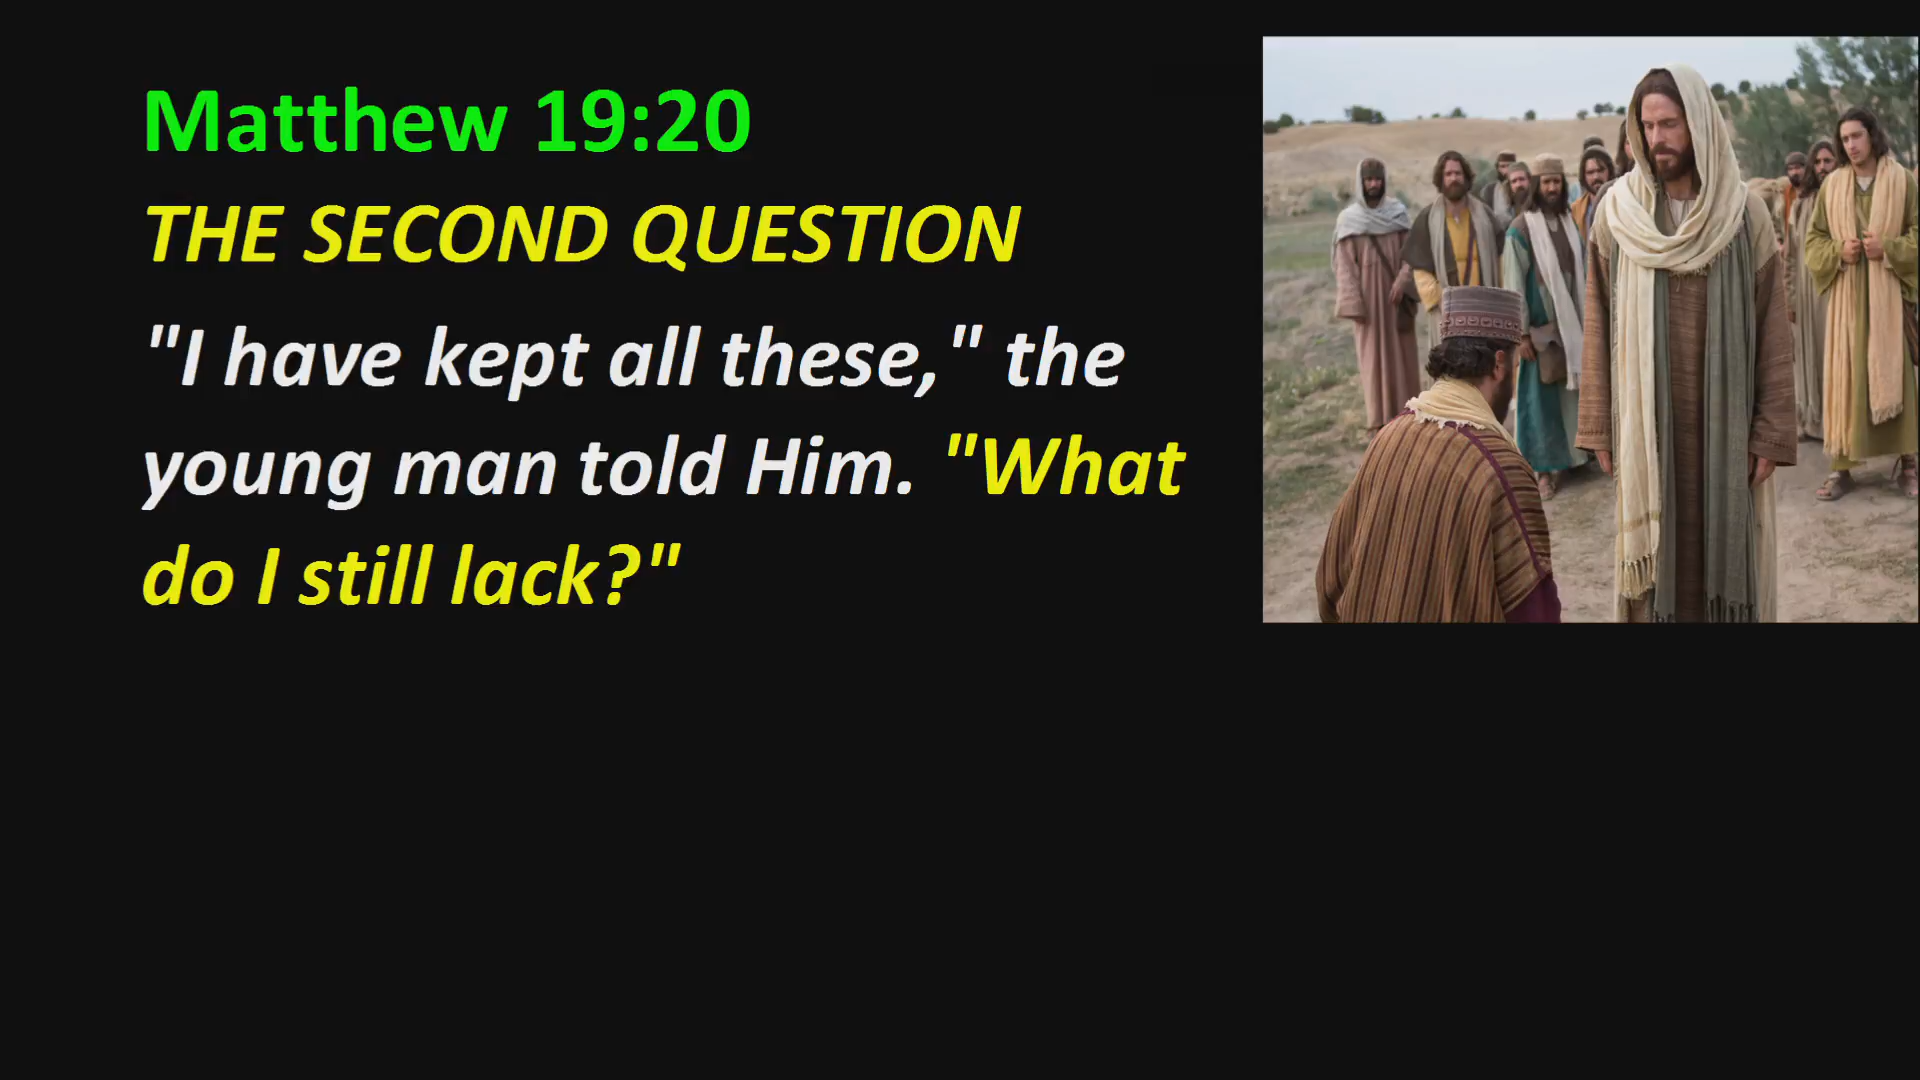 Matthew 19:20
THE SECOND QUESTION
"I have kept all these," the
young man told Him. "What
do I still lack?"